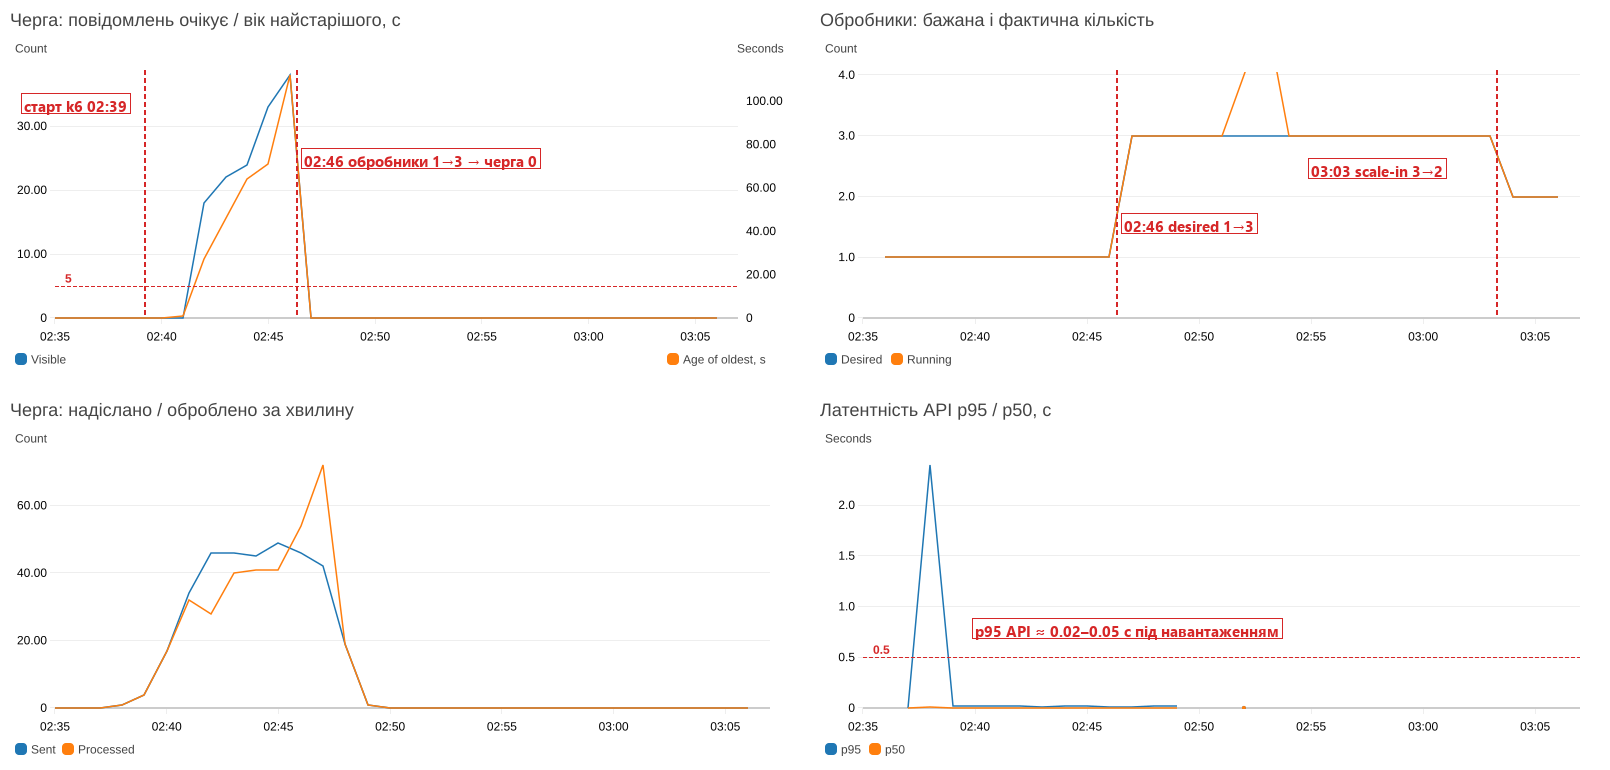 Черга: повідомлень очікує / вік найстарішого, с
Count
Seconds
старт k6 02:39
30.00
20.00
10.00
0
5
100.00
80.00
60.00
40.00
20.00
0
02:46 обробники 1→3 → черга 0
02:35
02:40
02:45
02:50
02:55
03:00
03:05
Visible
Age of oldest, s
Обробники: бажана і фактична кількість
Count
4.0
3.0
2.0
1.0
0
03:03 scale-in 3→2
02:46 desired 1→3
02:35
02:40
02:45
02:50
02:55
03:00
03:05
Desired
Running
Черга: надіслано / оброблено за хвилину
Count
60.00
40.00
20.00
0
02:35
02:40
02:45
02:50
02:55
03:00
03:05
Sent
Processed
Латентність API p95 / p50, с
Seconds
2.0
1.5
1.0
0.5
0
p95 API ≈ 0.02–0.05 с під навантаженням
0.5
02:35
02:40
02:45
02:50
02:55
03:00
03:05
p95
p50